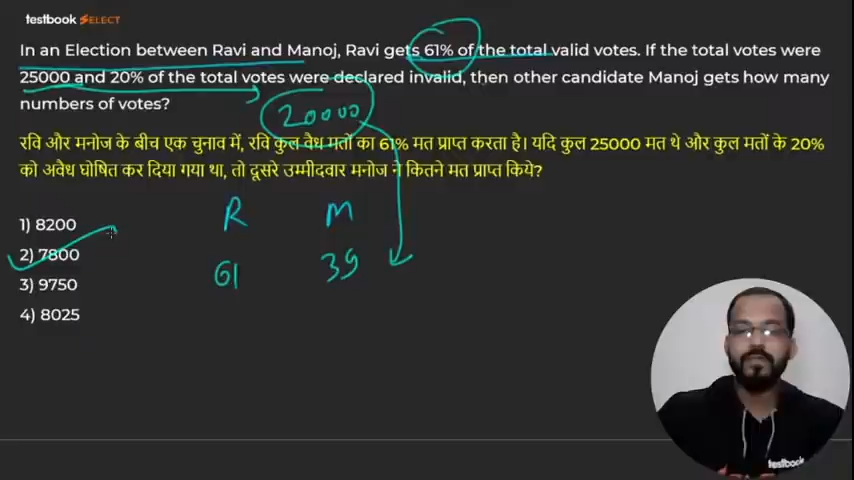 testbook SELECT
In an Election between Ravi and Manoj, Ravi gets 61% of the total valid votes. If the total votes were
25000 and 20% of the total votes were declared invalid, then other candidate Manoj gets how many
numbers of votes?
20000
रवि और मनोज के बीच एक चुनाव में, रवि कुल वैध मतों का 61% मत प्राप्त करता है। यदि कुल 25000 मत थे और कुल मतों के 20%
को अवैध घोषित कर दिया गया था, तो दूसरे उम्मीदवार मनोज ने कितने मत प्राप्त किये?
R M
1) 8200
2) 7800
61 39
3) 9750
4) 8025
testbook